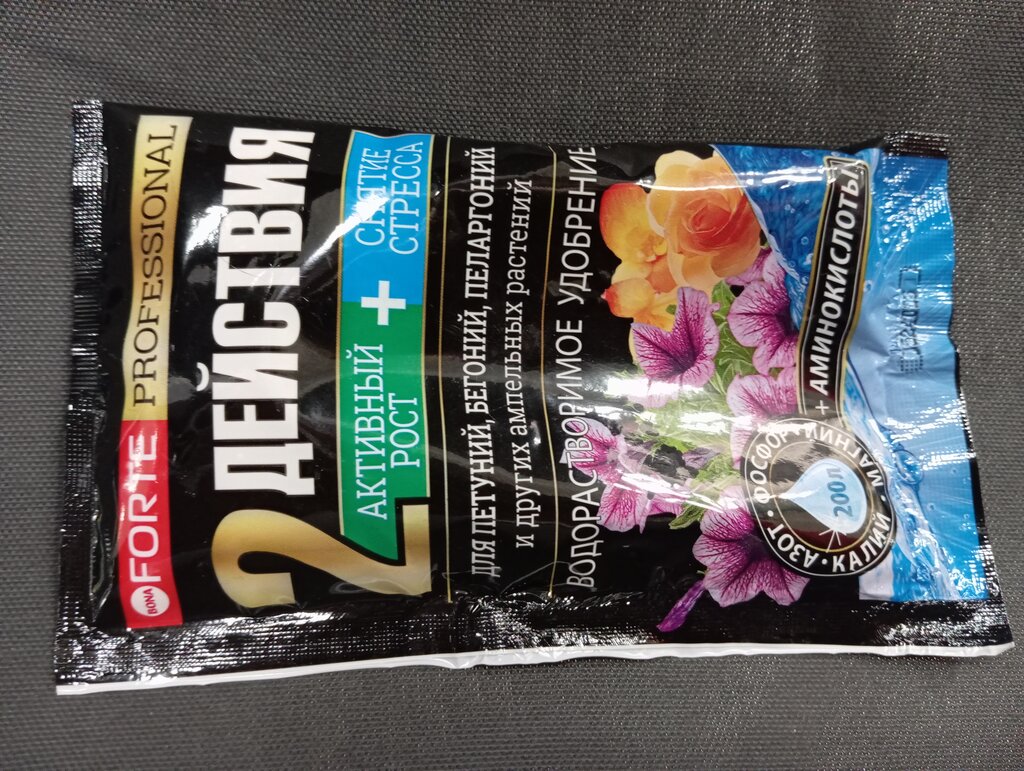 BONA FORTE PROFESSIONAL
2 ДЕЙСТВИЯ
АКТИВНЫЙ
РОСТ
+
СНЯТИЕ
СТРЕССА
ДЛЯ ПЕТУНИЙ, БЕГОНИЙ, ПЕЛАРГОНИЙ
и других ампельных растений
ВОДОРАСТВОРИМОЕ УДОБРЕНИЕ
АЗОТ · ФОСФОР · КАЛИЙ · МАГНИЙ
200л
+ АМИНОКИСЛОТЫ